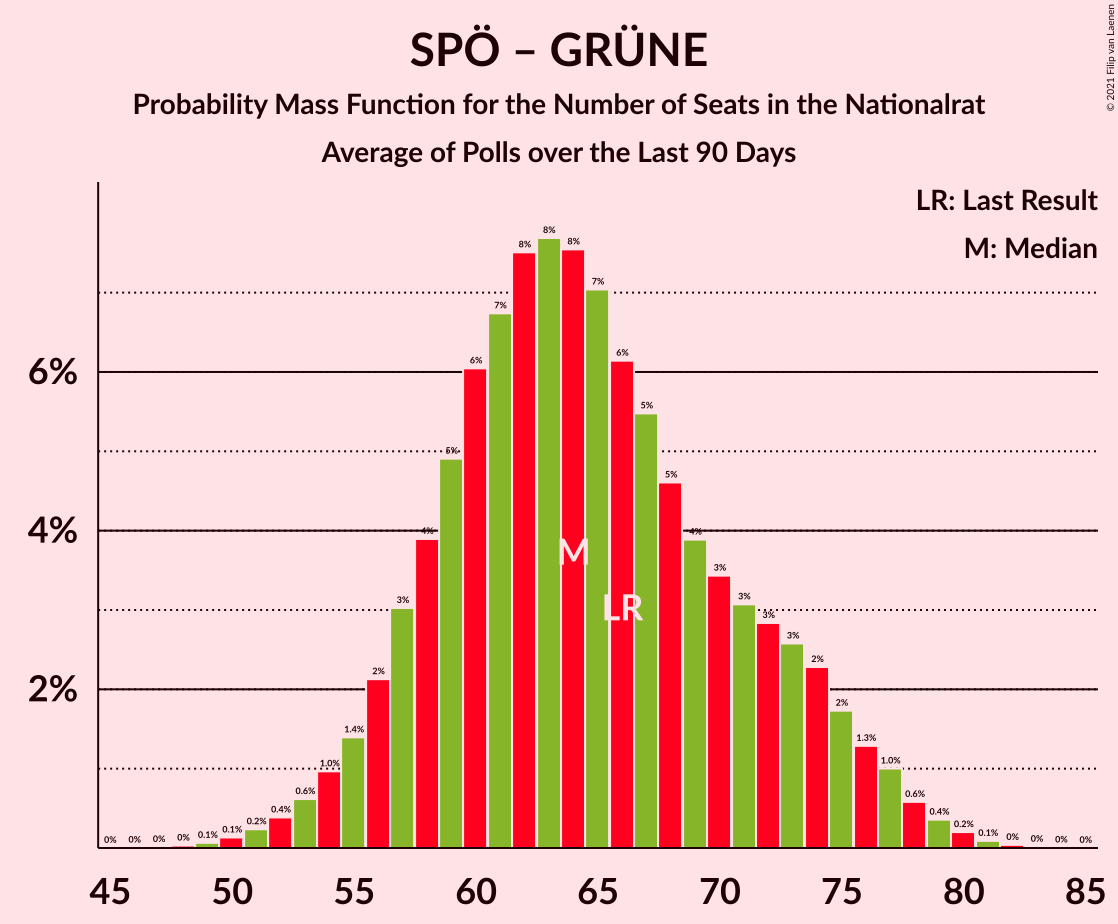 SPÖ – GRÜNE
Probability Mass Function for the Number of Seats in the Nationalrat
Average of Polls over the Last 90 Days
© 2021 Filip van Laenen
LR: Last Result
M: Median
0% 0% 0% 0% 0.1% 0.1% 0.2% 0.4% 0.6% 1.0% 1.4% 2% 3% 4% 5% 6% 7% 8% 8% 8% 7% 6% 5% 5% 4% 3% 3% 3% 3% 2% 2% 1.3% 1.0% 0.6% 0.4% 0.2% 0.1% 0% 0% 0% 0%
6%
4%
2%
M
LR
45 50 55 60 65 70 75 80 85